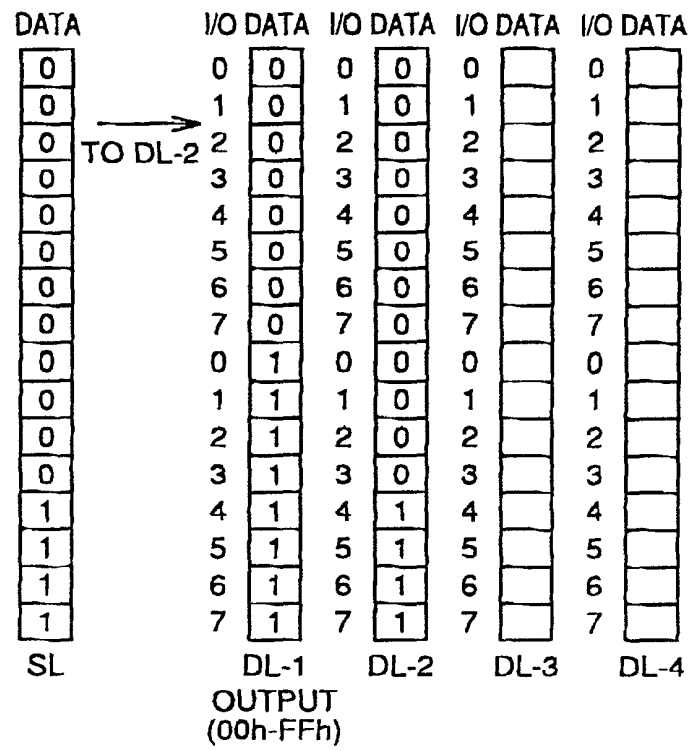 DATA I/O DATA I/O DATA I/O DATA I/O DATA
0 0 0 0 0 0 0
0 1 0 1 0 1 1
0 2 0 2 0 2 2
TO DL-2
0 3 0 3 0 3 3
0 4 0 4 0 4 4
0 5 0 5 0 5 5
0 6 0 6 0 6 6
0 7 0 7 0 7 7
0 0 1 0 0 0 0
0 1 1 1 0 1 1
0 2 1 2 0 2 2
0 3 1 3 0 3 3
1 4 1 4 1 4 4
1 5 1 5 1 5 5
1 6 1 6 1 6 6
1 7 1 7 1 7 7
SL DL-1 DL-2 DL-3 DL-4
OUTPUT
(00h-FFh)